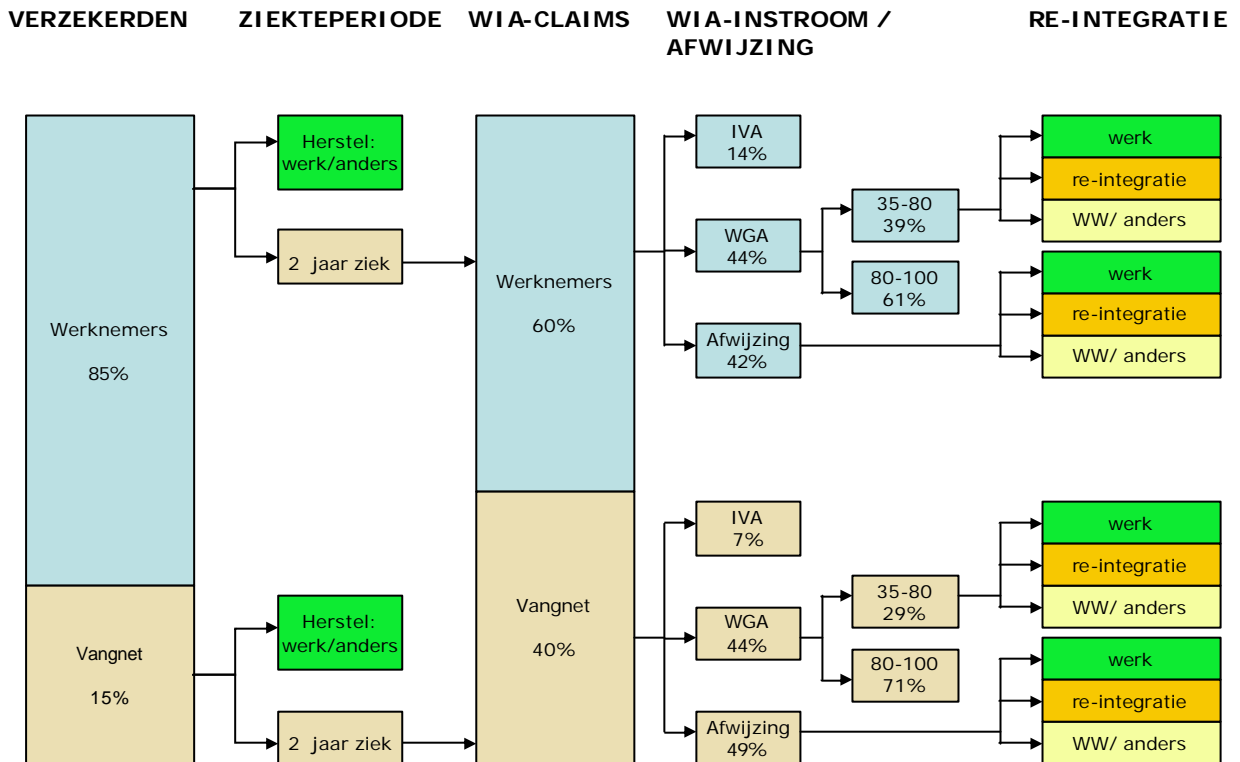 VERZEKERDEN
ZIEKTEPERIODE
WIA-CLAIMS
WIA-INSTROOM /
AFWIJZING
RE-INTEGRATIE
Werknemers
85%
Vangnet
15%
Herstel:
werk/anders
2 jaar ziek
Herstel:
werk/anders
2 jaar ziek
Werknemers
60%
Vangnet
40%
IVA
14%
WGA
44%
35-80
39%
80-100
61%
Afwijzing
42%
werk
re-integratie
WW/ anders
werk
re-integratie
WW/ anders
IVA
7%
WGA
44%
35-80
29%
80-100
71%
Afwijzing
49%
werk
re-integratie
WW/ anders
werk
re-integratie
WW/ anders